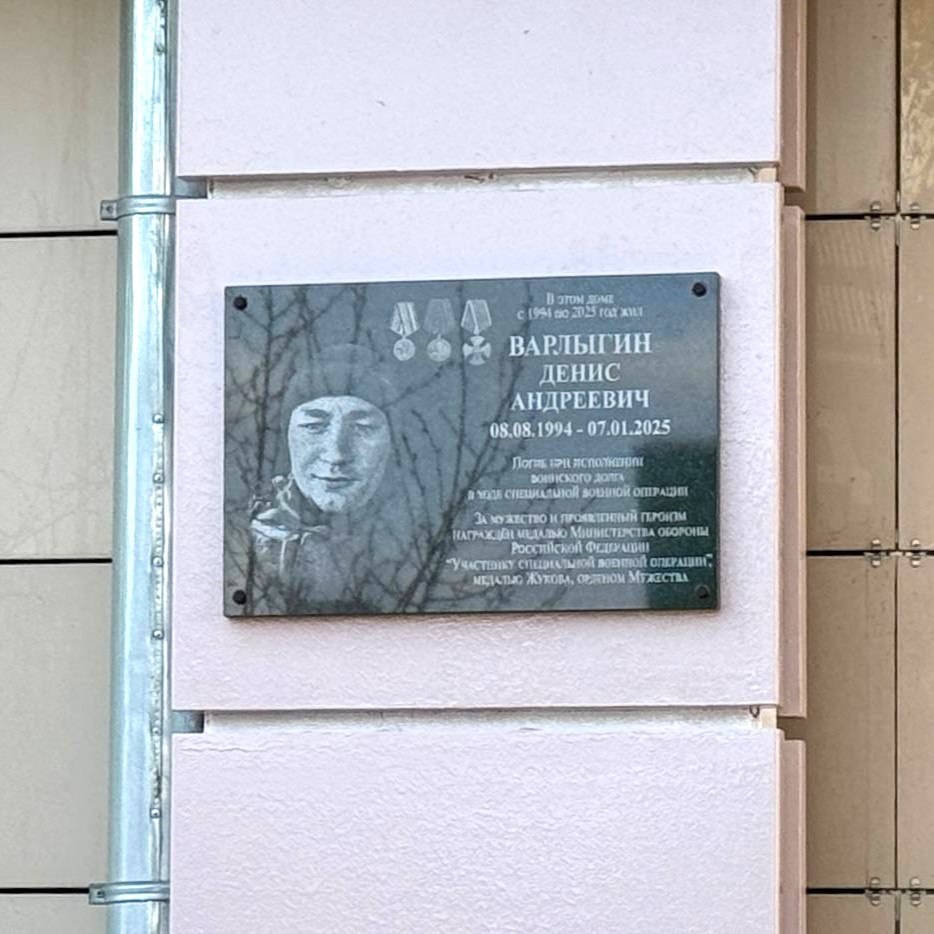 В этом доме
с 1994 по 2025 год жил
ВАРЛЫГИН
ДЕНИС
АНДРЕЕВИЧ
08.08.1994 - 07.01.2025
Погиб при исполнении
воинского долга
в ходе специальной военной операции
За мужество и проявленный героизм
награждён медалью Министерства обороны
Российской Федерации
"Участнику специальной военной операции",
медалью Жукова, орденом Мужества